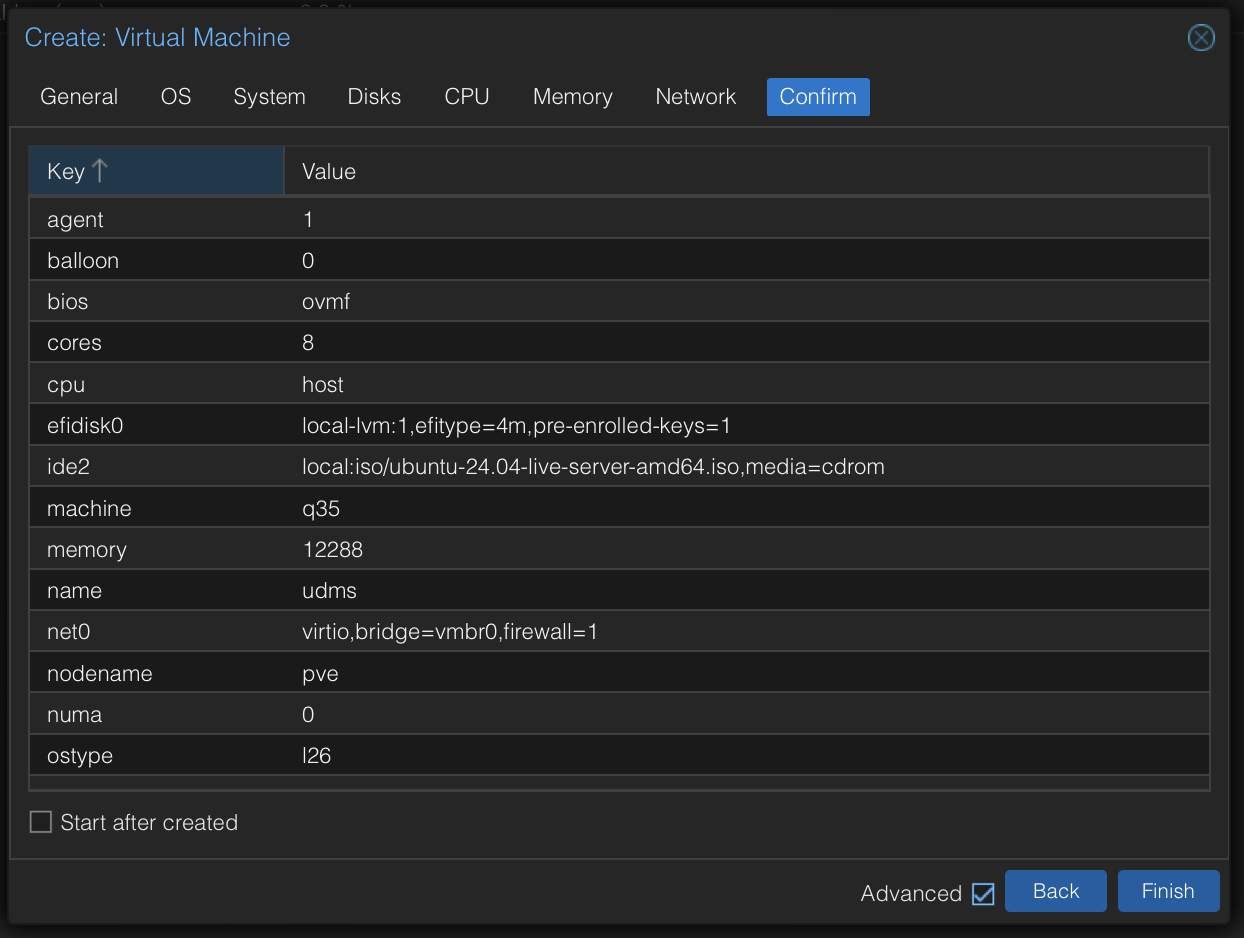 Create: Virtual Machine
General OS System Disks CPU Memory Network Confirm
Key Value
agent 1
balloon 0
bios ovmf
cores 8
cpu host
efidisk0 local-lvm:1,efitype=4m,pre-enrolled-keys=1
ide2 local:iso/ubuntu-24.04-live-server-amd64.iso,media=cdrom
machine q35
memory 12288
name udms
net0 virtio,bridge=vmbr0,firewall=1
nodename pve
numa 0
ostype l26
Start after created
Advanced Back Finish